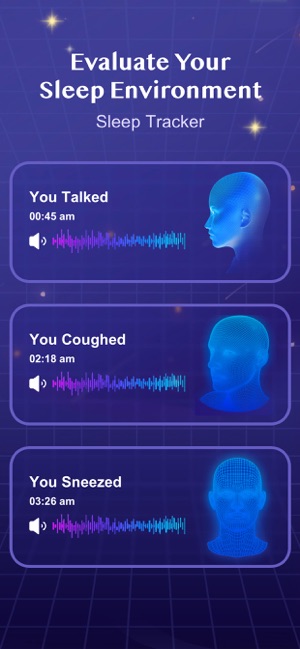 Evaluate Your
Sleep Environment
Sleep Tracker
You Talked
00:45 am
You Coughed
02:18 am
You Sneezed
03:26 am